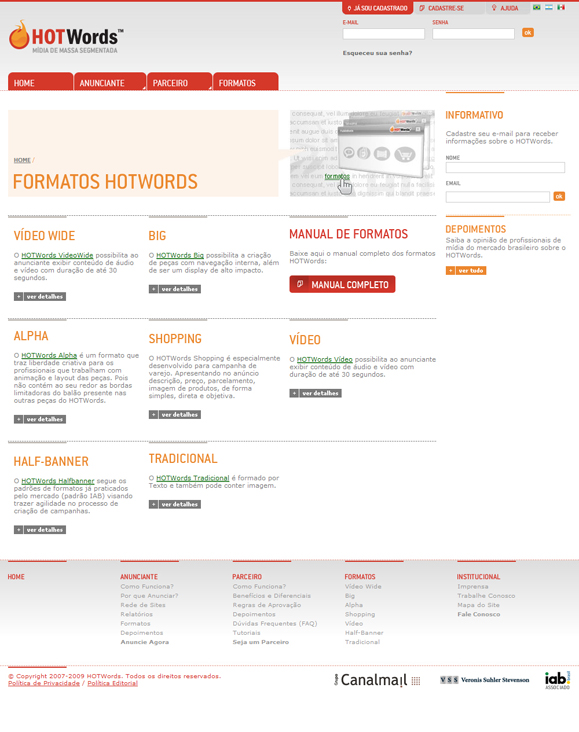 JÁ SOU CADASTRADO
CADASTRE-SE
AJUDA
HOTWords™
MÍDIA DE MASSA SEGMENTADA
E-MAIL
SENHA
ok
Esqueceu sua senha?
HOME
ANUNCIANTE
PARCEIRO
FORMATOS
HOME /
FORMATOS HOTWORDS
formatos
INFORMATIVO
Cadastre seu e-mail para receber
informações sobre o HOTWords.
NOME
EMAIL
ok
DEPOIMENTOS
Saiba a opinião de profissionais de
mídia do mercado brasileiro sobre o
HOTWords.
+ ver tudo
VÍDEO WIDE
O HOTWords VideoWide possibilita ao
anunciante exibir conteúdo de áudio
e vídeo com duração de até 30
segundos.
+ ver detalhes
BIG
O HOTWords Big possibilita a criação
de peças com navegação interna, além
de ser um display de alto impacto.
+ ver detalhes
MANUAL DE FORMATOS
Baixe aqui o manual completo dos formatos
HOTWords:
MANUAL COMPLETO
ALPHA
O HOTWords Alpha é um formato que
traz liberdade criativa para os
profissionais que trabalham com
animação e layout das peças. Pois
não contém ao seu redor as bordas
limitadoras do balão presente nas
outras peças do HOTWords.
+ ver detalhes
SHOPPING
O HOTWords Shopping é especialmente
desenvolvido para campanha de
varejo. Apresentando no anúncio
descrição, preço, parcelamento,
imagem de produtos, de forma
simples, direta e objetiva.
+ ver detalhes
VÍDEO
O HOTWords Vídeo possibilita ao anunciante
exibir conteúdo de áudio e vídeo com
duração de até 30 segundos.
+ ver detalhes
HALF-BANNER
O HOTWords Halfbanner segue os
padrões de formatos já praticados
pelo mercado (padrão IAB) visando
trazer agilidade no processo de
criação de campanhas.
+ ver detalhes
TRADICIONAL
O HOTWords Tradicional é formado por
Texto e também pode conter imagem.
+ ver detalhes
HOME
ANUNCIANTE
Como Funciona?
Por que Anunciar?
Rede de Sites
Relatórios
Formatos
Depoimentos
Anuncie Agora
PARCEIRO
Como Funciona?
Benefícios e Diferenciais
Regras de Aprovação
Depoimentos
Dúvidas Frequentes (FAQ)
Tutoriais
Seja um Parceiro
FORMATOS
Vídeo Wide
Big
Alpha
Shopping
Vídeo
Half-Banner
Tradicional
INSTITUCIONAL
Imprensa
Trabalhe Conosco
Mapa do Site
Fale Conosco
© Copyright 2007-2009 HOTWords. Todos os direitos reservados.
Política de Privacidade / Política Editorial
Grupo Canalmail
VSS Veronis Suhler Stevenson
iab.brasil
ASSOCIADO